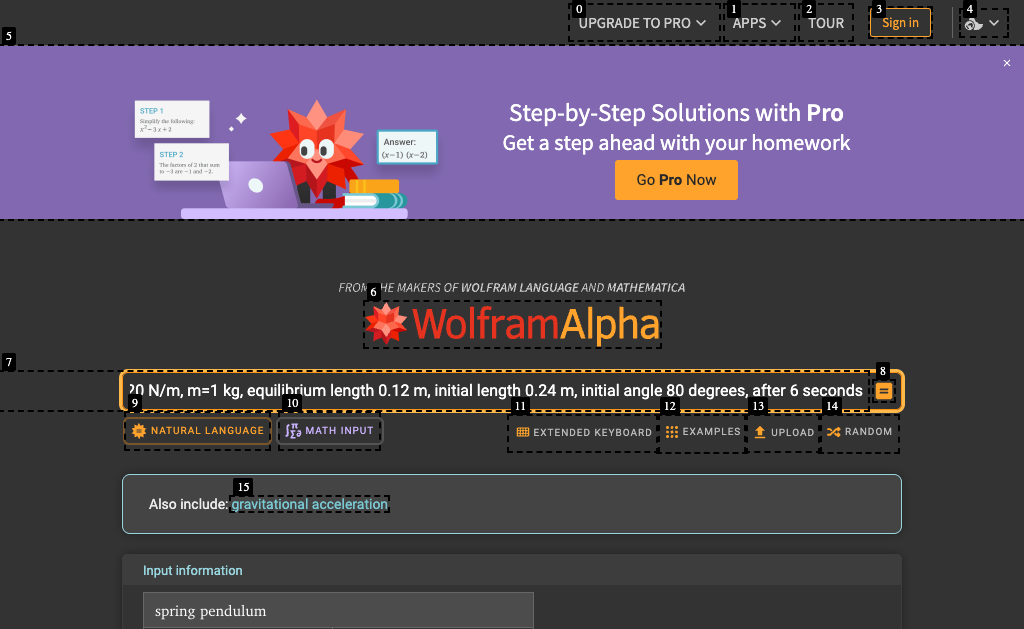 0 1 2 3 4
UPGRADE TO PRO APPS TOUR Sign in
5
STEP 1
Simplify the following:
x²−3 x+2
STEP 2
The factors of 2 that sum
to −3 are −1 and −2.
Answer:
(x−1) (x−2)
Step-by-Step Solutions with Pro
Get a step ahead with your homework
Go Pro Now
×
FROM THE MAKERS OF WOLFRAM LANGUAGE AND MATHEMATICA
6
WolframAlpha
7
8
20 N/m, m=1 kg, equilibrium length 0.12 m, initial length 0.24 m, initial angle 80 degrees, after 6 seconds =
9 10 11 12 13 14
NATURAL LANGUAGE MATH INPUT EXTENDED KEYBOARD EXAMPLES UPLOAD RANDOM
15
Also include: gravitational acceleration
Input information
spring pendulum